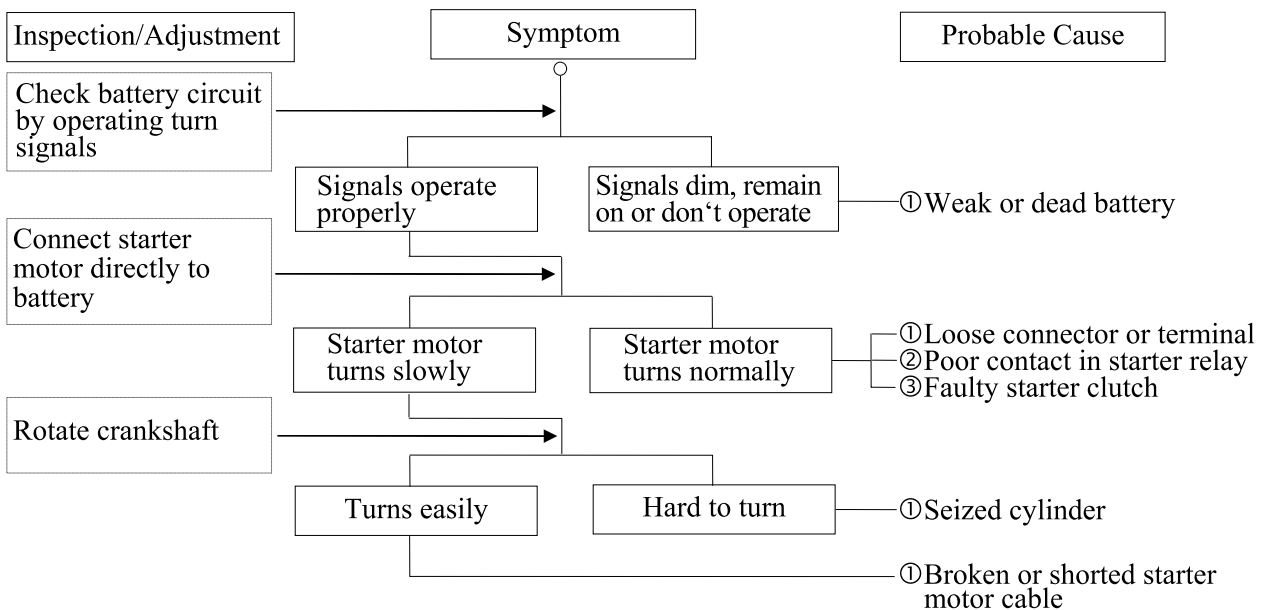 Inspection/Adjustment
Symptom
Probable Cause
Check battery circuit
by operating turn
signals
Signals operate
properly
Signals dim, remain
on or don‘t operate
①Weak or dead battery
Connect starter
motor directly to
battery
Starter motor
turns slowly
Starter motor
turns normally
①Loose connector or terminal
②Poor contact in starter relay
③Faulty starter clutch
Rotate crankshaft
Turns easily
Hard to turn
①Seized cylinder
①Broken or shorted starter
motor cable